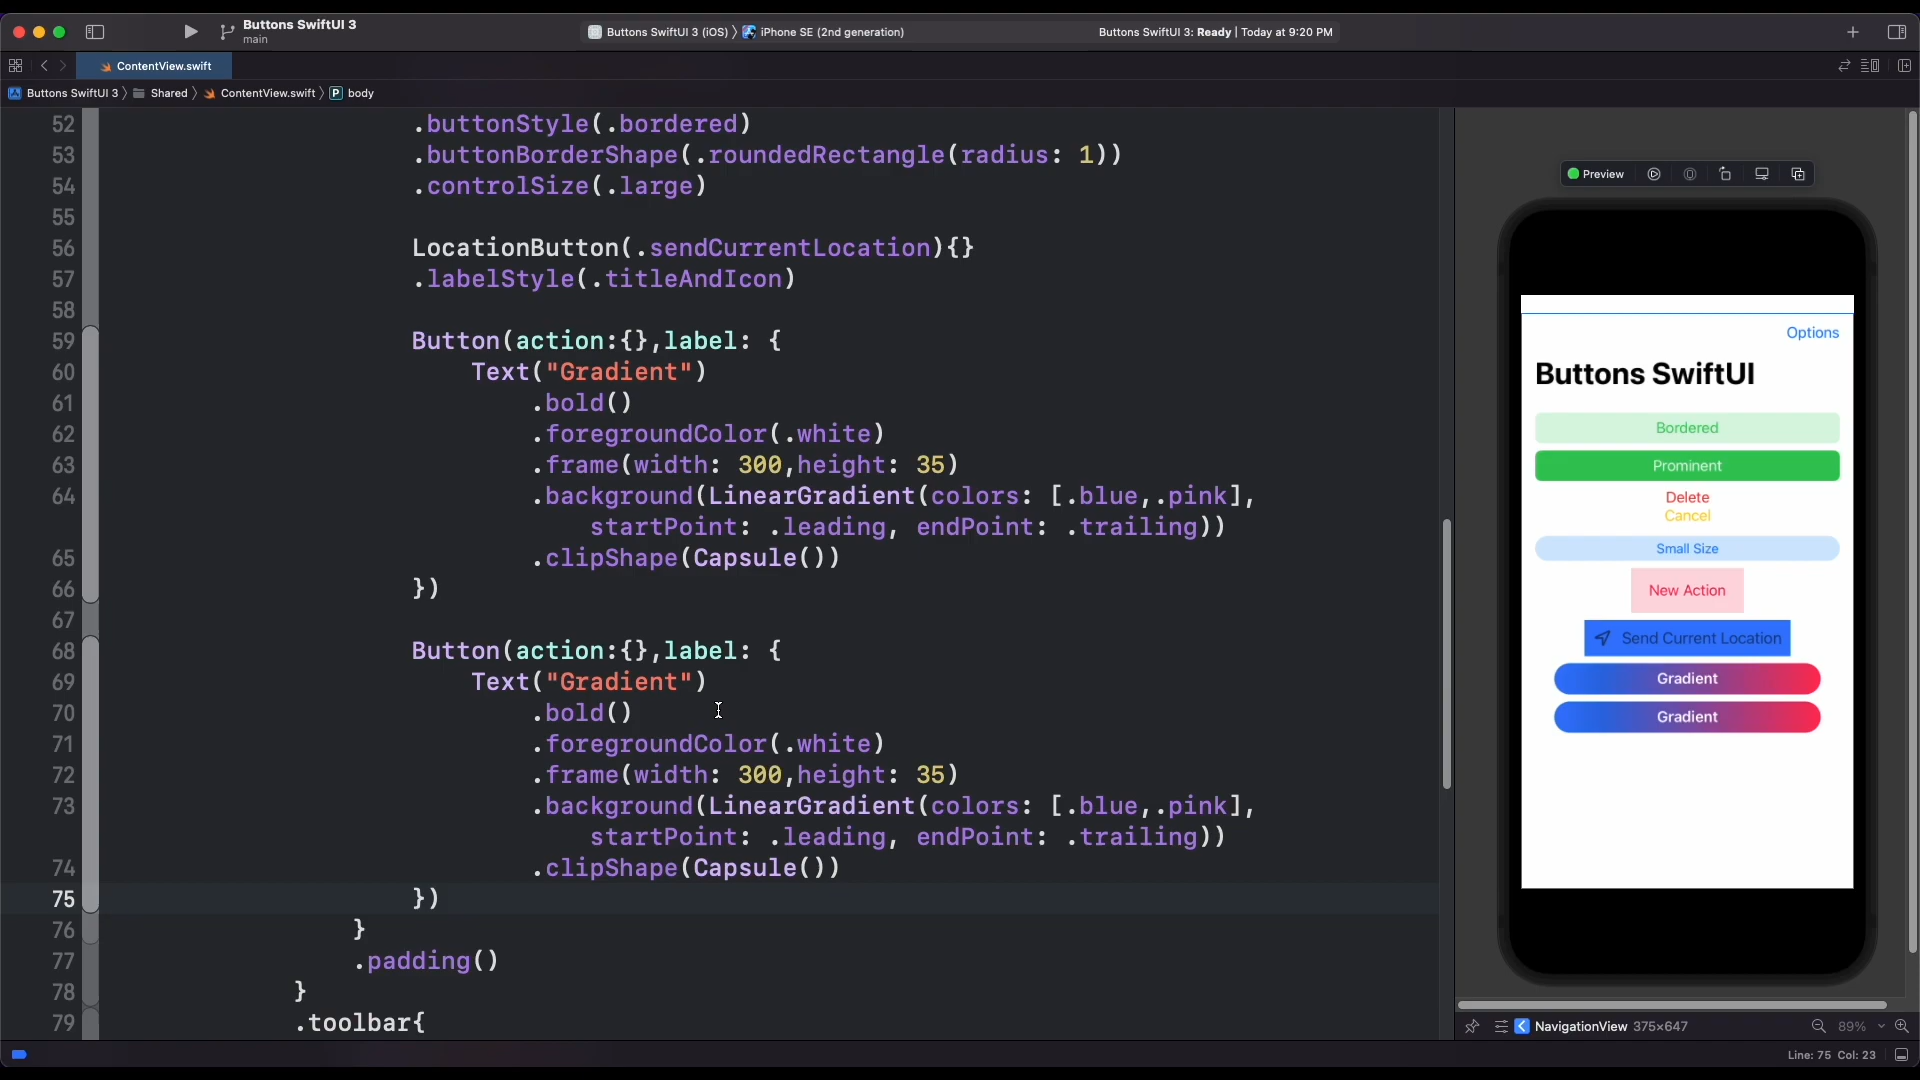 Buttons SwiftUI 3
main
Buttons SwiftUI 3 (iOS) 〉 iPhone SE (2nd generation)
Buttons SwiftUI 3: Ready | Today at 9:20 PM
ContentView.swift
Buttons SwiftUI 3 〉 Shared 〉 ContentView.swift 〉 P body
52 .buttonStyle(.bordered)
53 .buttonBorderShape(.roundedRectangle(radius: 1))
54 .controlSize(.large)
55
56 LocationButton(.sendCurrentLocation){}
57 .labelStyle(.titleAndIcon)
58
59 Button(action:{},label: {
60 Text("Gradient")
61 .bold()
62 .foregroundColor(.white)
63 .frame(width: 300,height: 35)
64 .background(LinearGradient(colors: [.blue,.pink],
startPoint: .leading, endPoint: .trailing))
65 .clipShape(Capsule())
66 })
67
68 Button(action:{},label: {
69 Text("Gradient")
70 .bold()
71 .foregroundColor(.white)
72 .frame(width: 300,height: 35)
73 .background(LinearGradient(colors: [.blue,.pink],
startPoint: .leading, endPoint: .trailing))
74 .clipShape(Capsule())
75 })
76 }
77 .padding()
78 }
79 .toolbar{
Preview
Options
Buttons SwiftUI
Bordered
Prominent
Delete
Cancel
Small Size
New Action
Send Current Location
Gradient
Gradient
NavigationView 375×647
89%
Line: 75 Col: 23